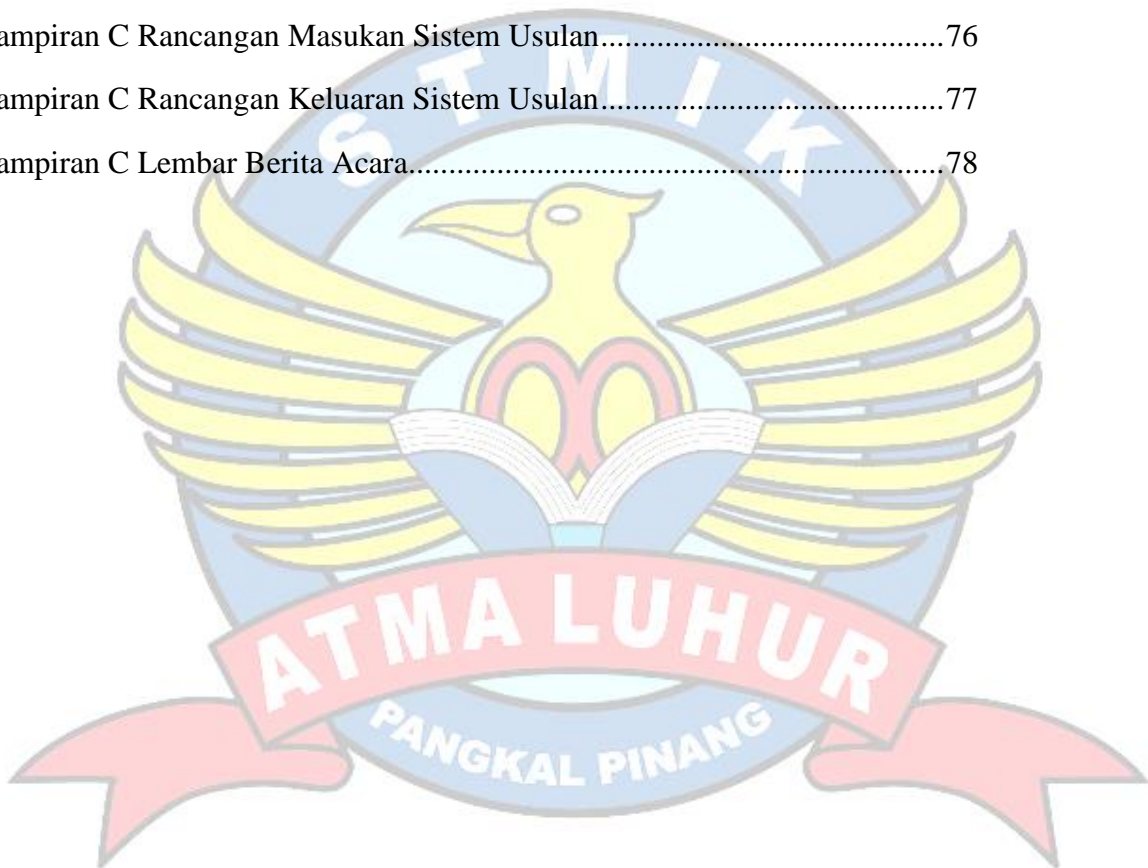 ampiran C Rancangan Masukan Sistem Usulan..........................................76
ampiran C Rancangan Keluaran Sistem Usulan..........................................77
ampiran C Lembar Berita Acara.................................................................78
STMIK
ATMA LUHUR
PANGKAL PINANG